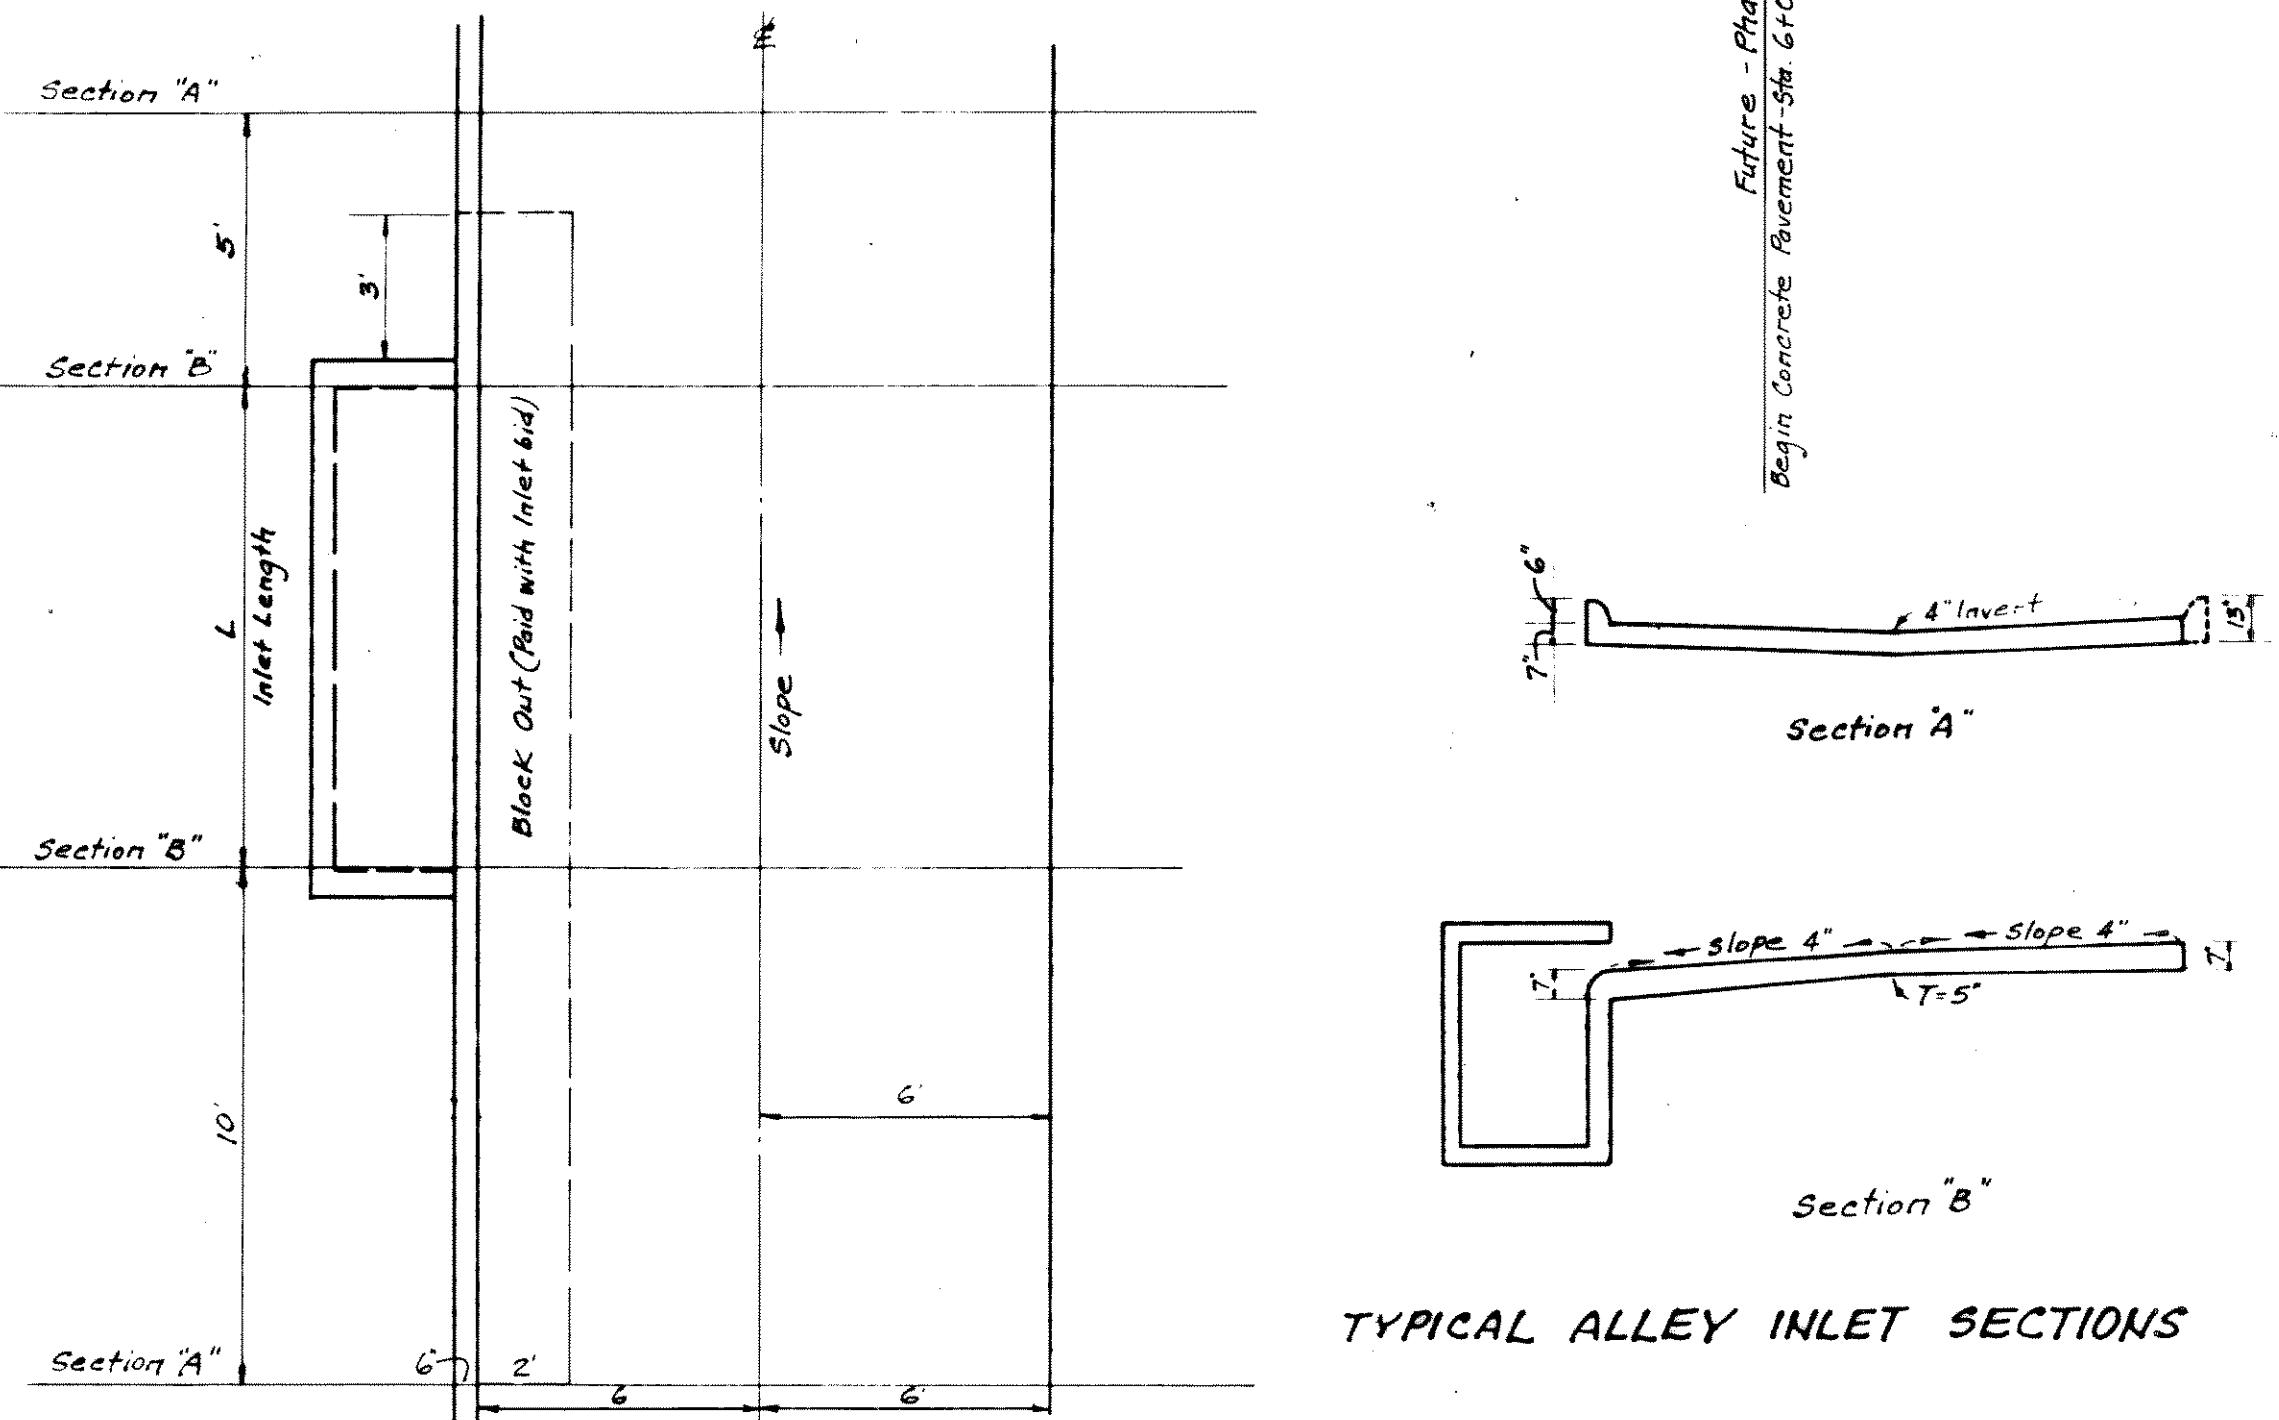 ℄
Section "A"
5'
3'
Section "B"
Block Out (Paid with Inlet bid)
L
Inlet Length
Slope
Section "B"
10'
6'
Section "A"
6"
2'
6'
6'
Future - Pha
Begin Concrete Pavement - Sta. 6+0
6"
7"
4" Invert
13"
Section "A"
Slope 4"
Slope 4"
7"
7"
T=5"
Section "B"
TYPICAL ALLEY INLET SECTIONS